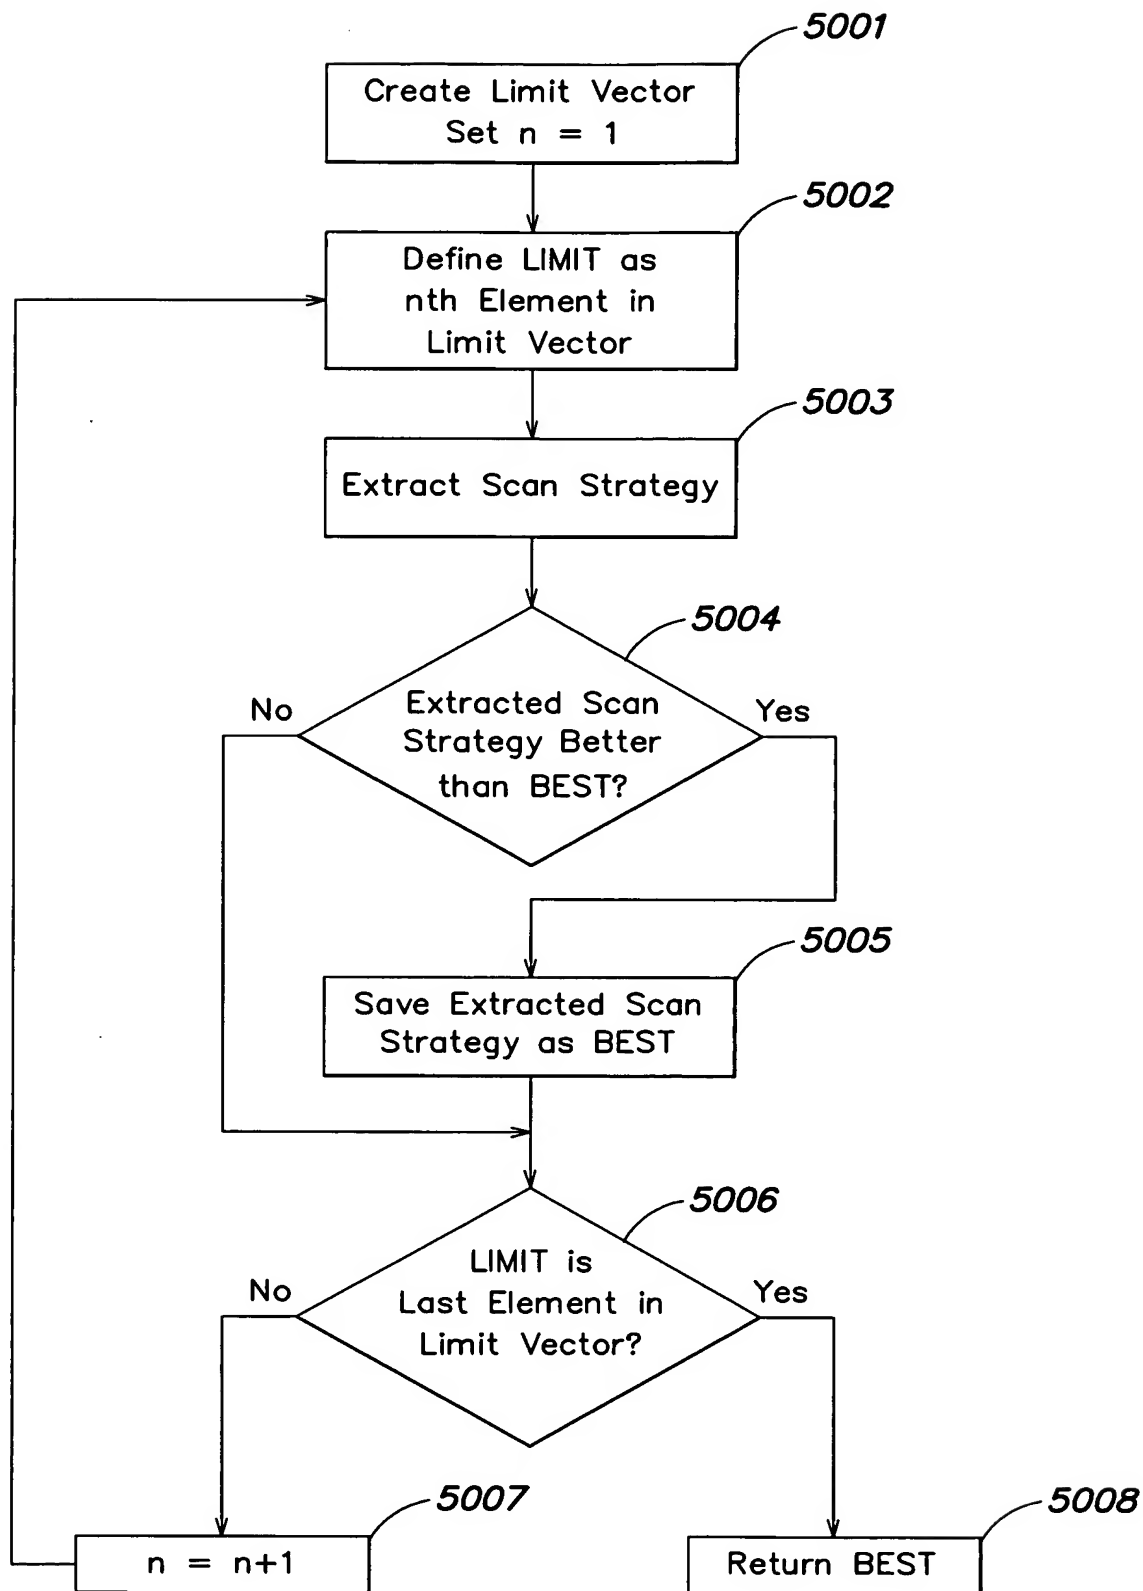 5001
Create Limit Vector
Set n = 1
5002
Define LIMIT as
nth Element in
Limit Vector
5003
Extract Scan Strategy
5004
No
Extracted Scan
Strategy Better
than BEST?
Yes
5005
Save Extracted Scan
Strategy as BEST
5006
No
LIMIT is
Last Element in
Limit Vector?
Yes
5007
n = n+1
5008
Return BEST